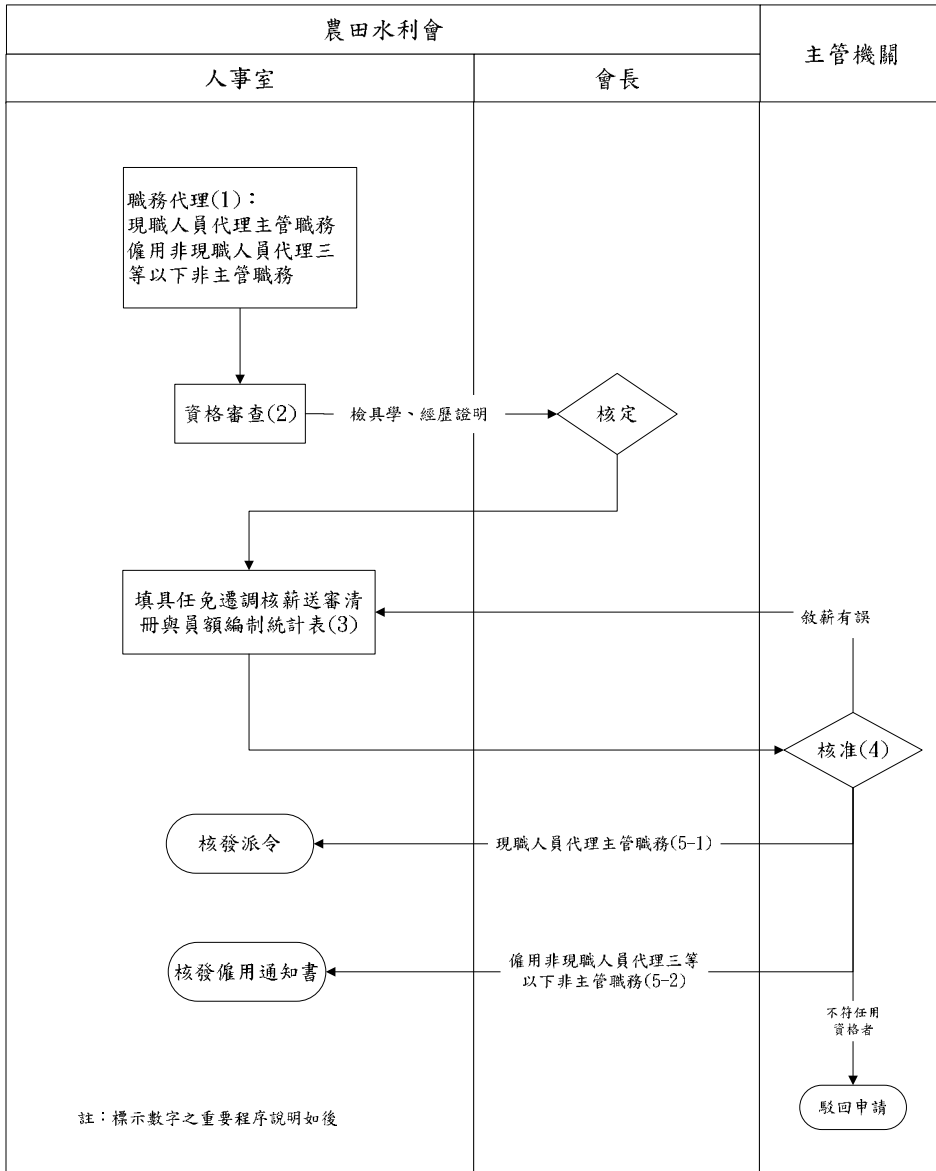 農田水利會
主管機關
人事室
會長
職務代理(1)：
現職人員代理主管職務
僱用非現職人員代理三
等以下非主管職務
資格審查(2)
檢具學、經歷證明
核定
填具任免遷調核薪送審清
冊與員額編制統計表(3)
敘薪有誤
核准(4)
核發派令
現職人員代理主管職務(5-1)
核發僱用通知書
僱用非現職人員代理三等
以下非主管職務(5-2)
不符任用
資格者
駁回申請
註：標示數字之重要程序說明如後